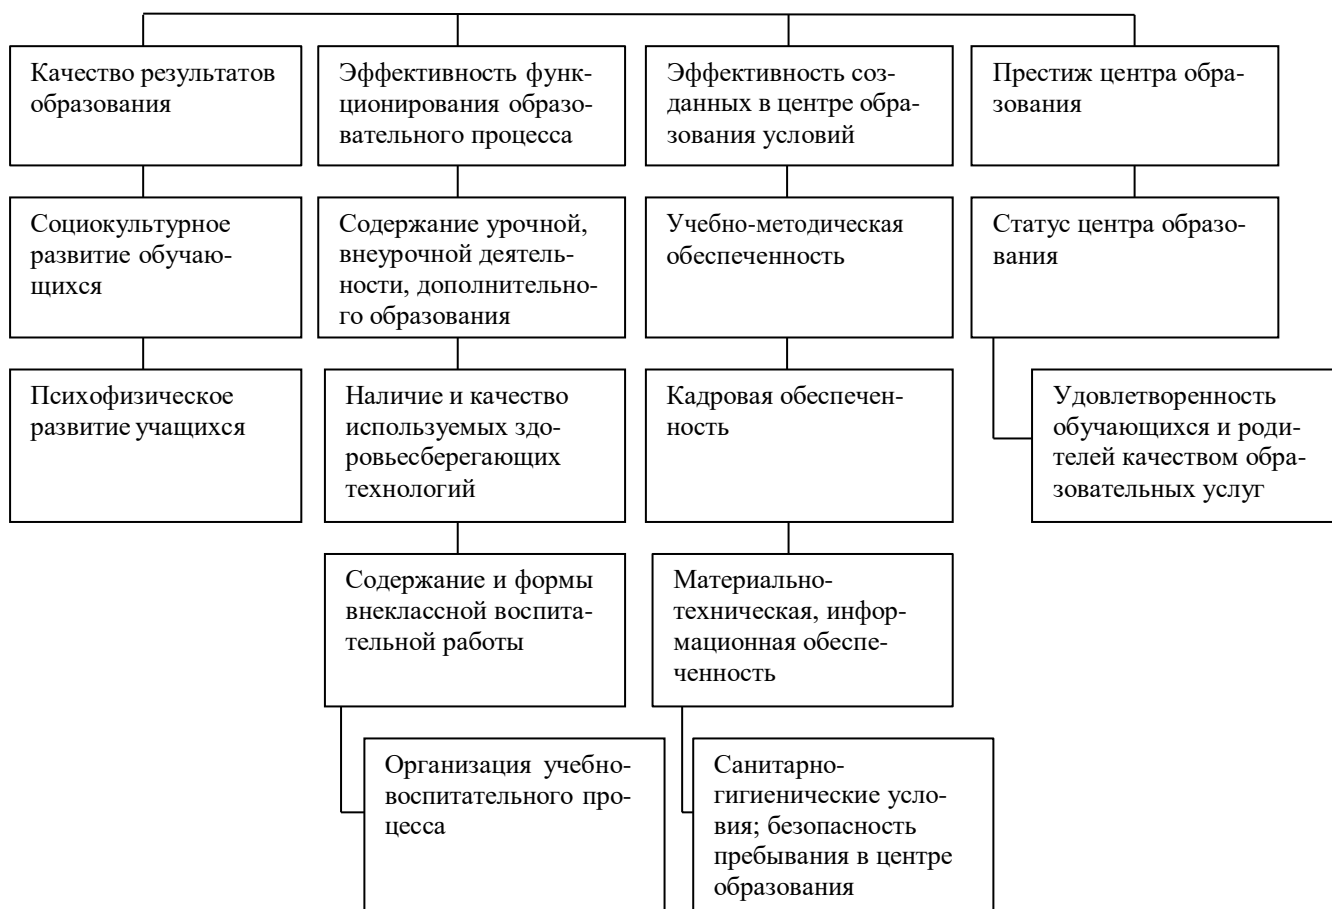 Качество результатов
образования
Эффективность функ-
ционирования образо-
вательного процесса
Эффективность соз-
данных в центре обра-
зования условий
Престиж центра обра-
зования
Социокультурное
развитие обучаю-
щихся
Содержание урочной,
внеурочной деятель-
ности, дополнительно-
го образования
Учебно-методическая
обеспеченность
Статус центра образо-
вания
Психофизическое
развитие учащихся
Наличие и качество
используемых здо-
ровьесберегающих
технологий
Кадровая обеспечен-
ность
Удовлетворенность
обучающихся и роди-
телей качеством обра-
зовательных услуг
Содержание и формы
внеклассной воспита-
тельной работы
Материально-
техническая, инфор-
мационная обеспе-
ченность
Организация учебно-
воспитательного про-
цесса
Санитарно-
гигиенические усло-
вия; безопасность
пребывания в центре
образования